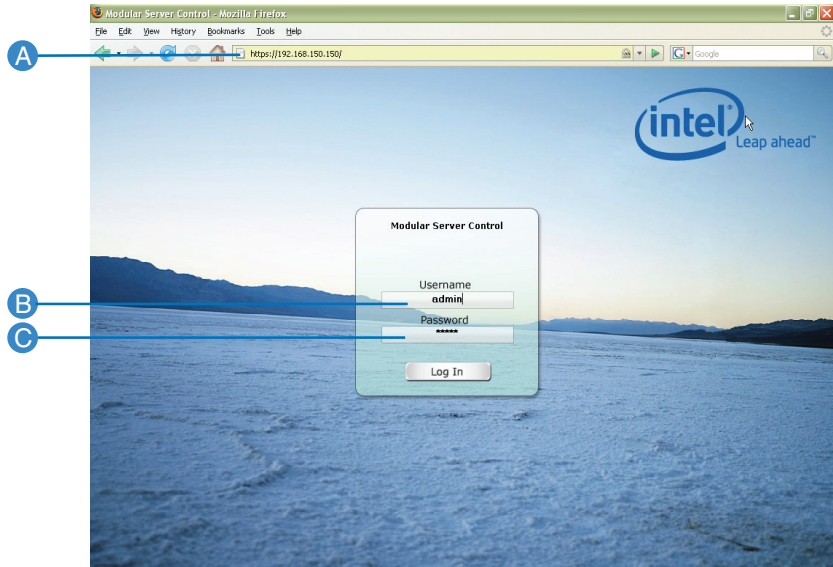 Modular Server Control - Mozilla Firefox
File Edit View History Bookmarks Tools Help
A
https://192.168.150.150/
G Google
intel®
Leap ahead™
Modular Server Control
Username
B
admin
Password
C
*****
Log In